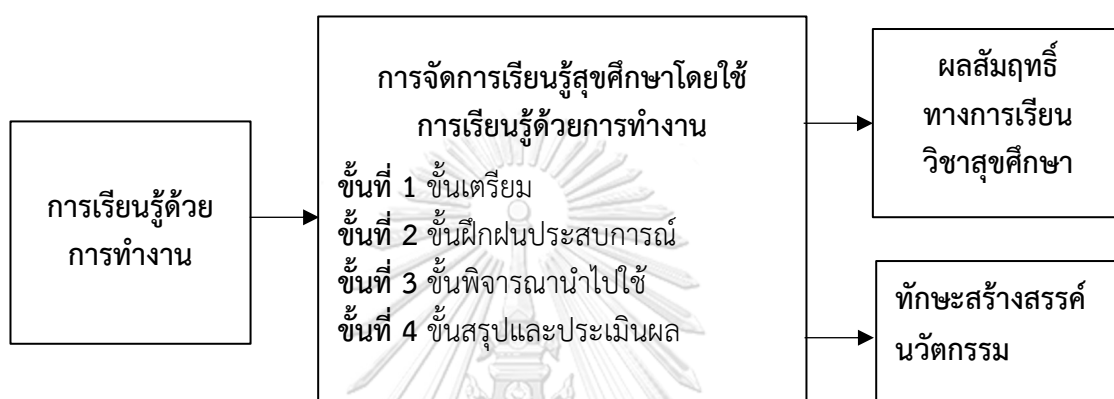 การเรียนรู้ด้วย
การทำงาน
การจัดการเรียนรู้สุขศึกษาโดยใช้
การเรียนรู้ด้วยการทำงาน
ขั้นที่ 1 ขั้นเตรียม
ขั้นที่ 2 ขั้นฝึกฝนประสบการณ์
ขั้นที่ 3 ขั้นพิจารณานำไปใช้
ขั้นที่ 4 ขั้นสรุปและประเมินผล
ผลสัมฤทธิ์
ทางการเรียน
วิชาสุขศึกษา
ทักษะสร้างสรรค์
นวัตกรรม